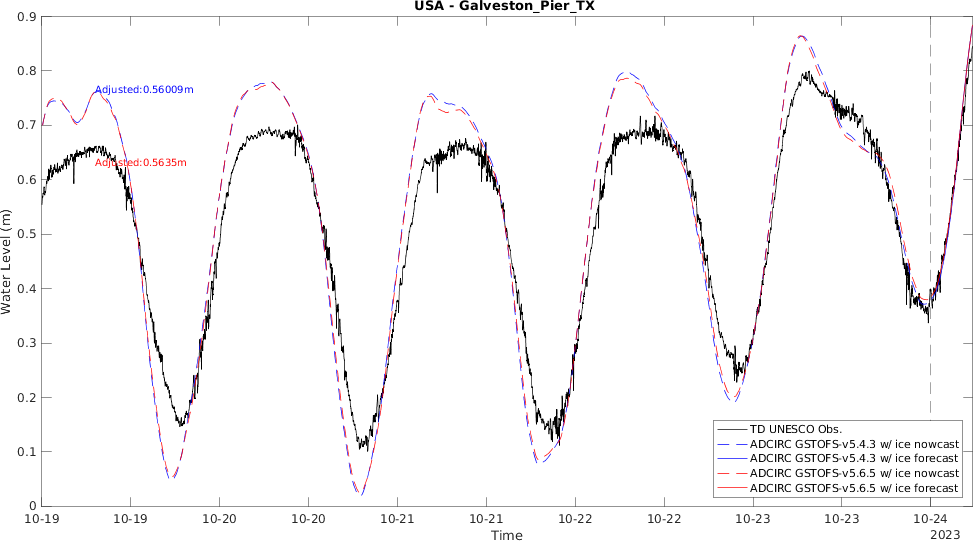 USA - Galveston_Pier_TX
0.9
0.8
0.7
0.6
0.5
0.4
0.3
0.2
0.1
0
Water Level (m)
Adjusted:0.56009m
Adjusted:0.5635m
TD UNESCO Obs.
ADCIRC GSTOFS-v5.4.3 w/ ice nowcast
ADCIRC GSTOFS-v5.4.3 w/ ice forecast
ADCIRC GSTOFS-v5.6.5 w/ ice nowcast
ADCIRC GSTOFS-v5.6.5 w/ ice forecast
10-19 10-19 10-20 10-20 10-21 10-21 10-22 10-22 10-23 10-23 10-24
Time
2023